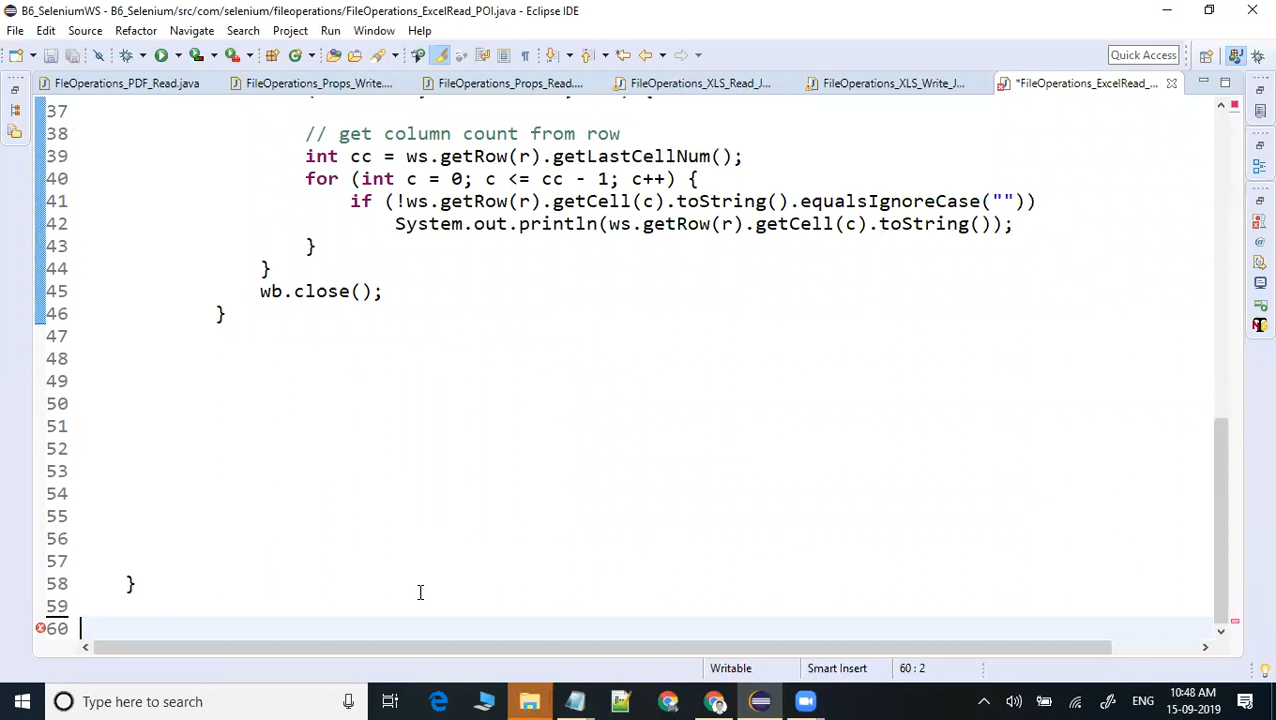 B6_SeleniumWS - B6_Selenium/src/com/selenium/fileoperations/FileOperations_ExcelRead_POI.java - Eclipse IDE
File Edit Source Refactor Navigate Search Project Run Window Help
Quick Access
FleOperations_PDF_Read.java FileOperations_Props_Write.... FileOperations_Props_Read.... FileOperations_XLS_Read_J... FileOperations_XLS_Write_J... *FileOperations_ExcelRead_...
37
38 // get column count from row
39 int cc = ws.getRow(r).getLastCellNum();
40 for (int c = 0; c <= cc - 1; c++) {
41 if (!ws.getRow(r).getCell(c).toString().equalsIgnoreCase(""))
42 System.out.println(ws.getRow(r).getCell(c).toString());
43 }
44 }
45 wb.close();
46 }
47
48
49
50
51
52
53
54
55
56
57
58 }
59
60
Writable Smart Insert 60 : 2
Type here to search ENG 10:48 AM
15-09-2019